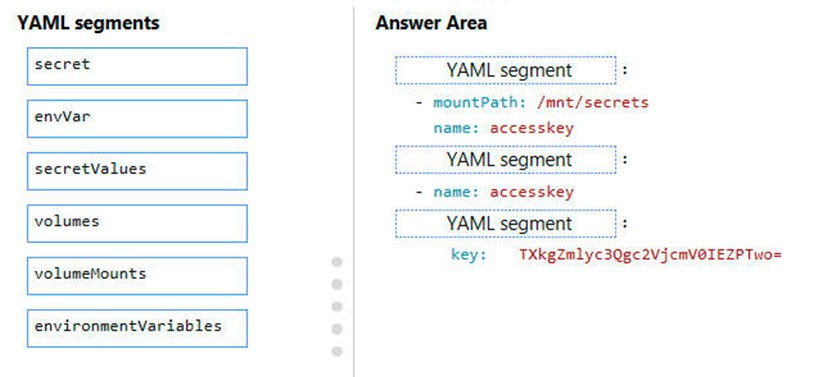 YAML segments
secret
envVar
secretValues
volumes
volumeMounts
environmentVariables
Answer Area
YAML segment :
- mountPath: /mnt/secrets
name: accesskey
YAML segment :
- name: accesskey
YAML segment :
key: TXkgZmlyc3Qgc2VjcmV0IEZPTwo=